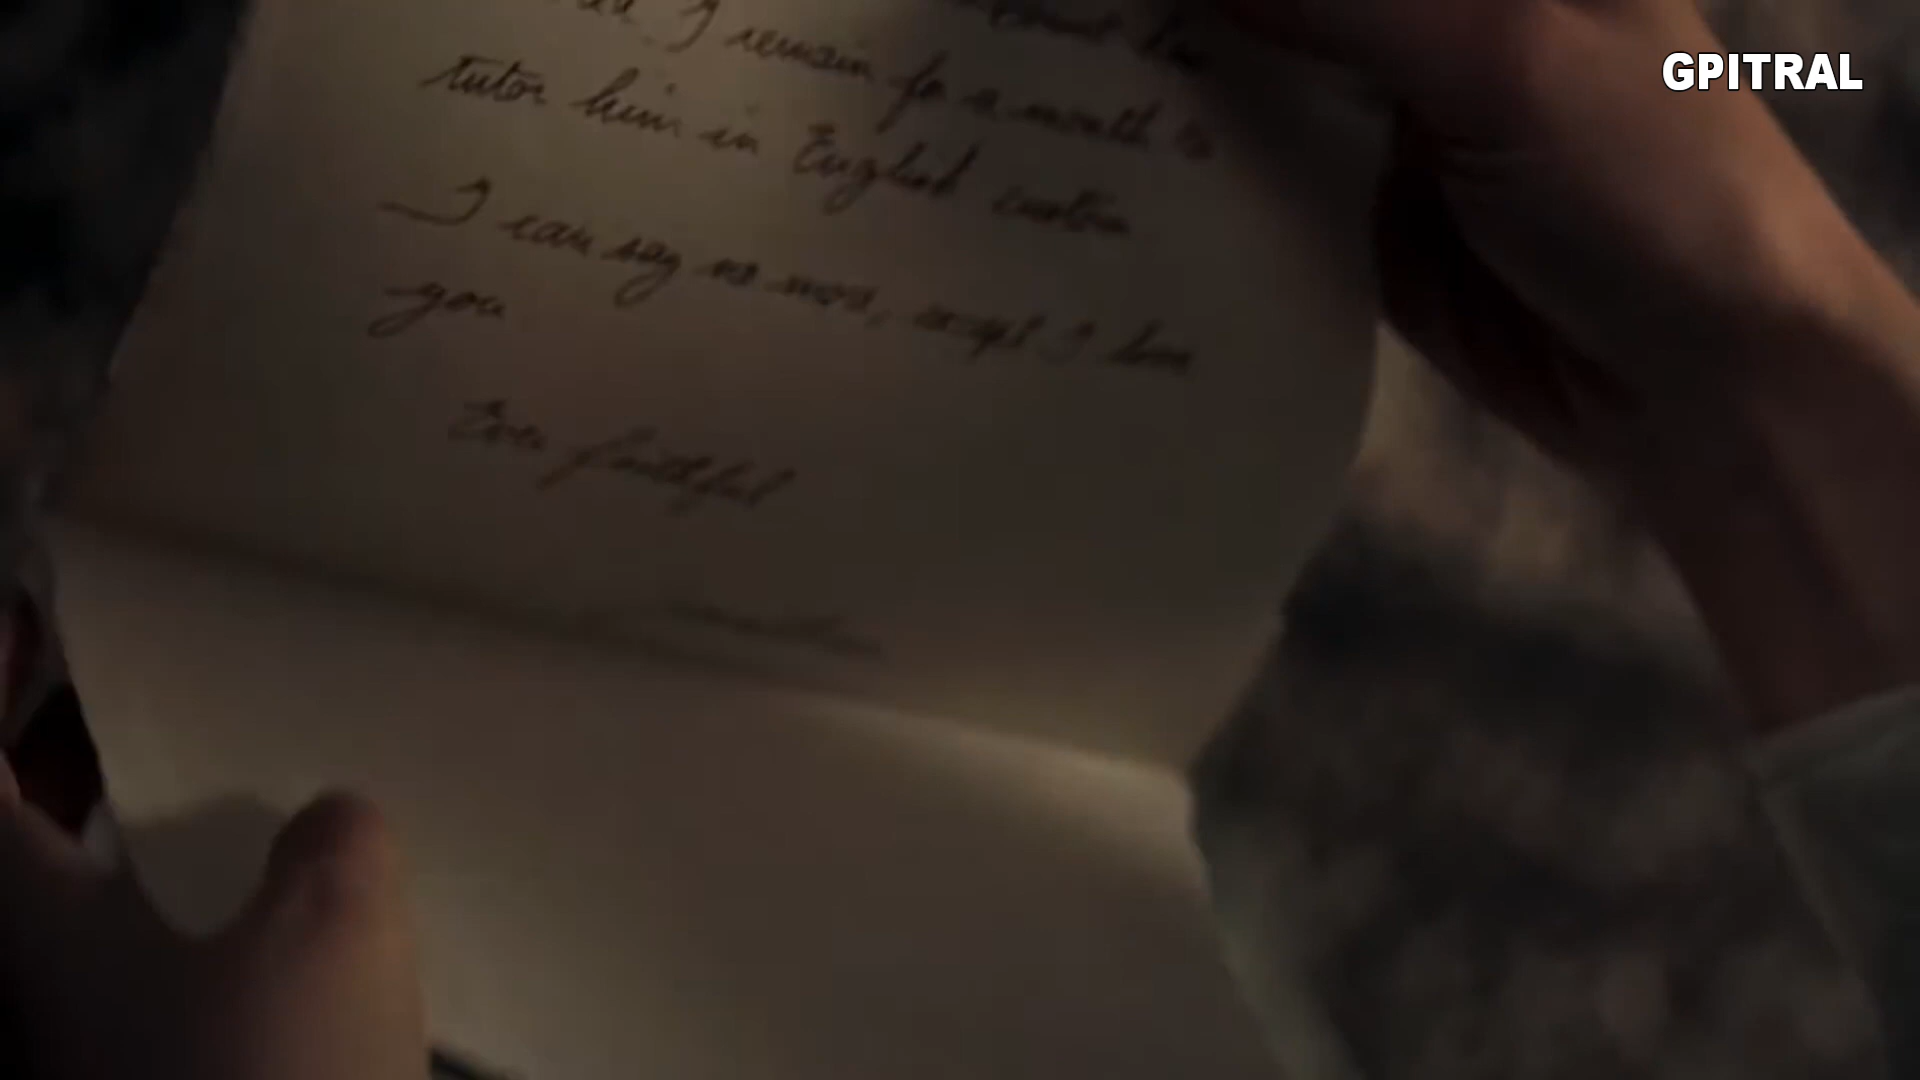 I remain for a month to
tutor him in English custom
I can say no more, except I love
you
Ever faithful
GPITRAL